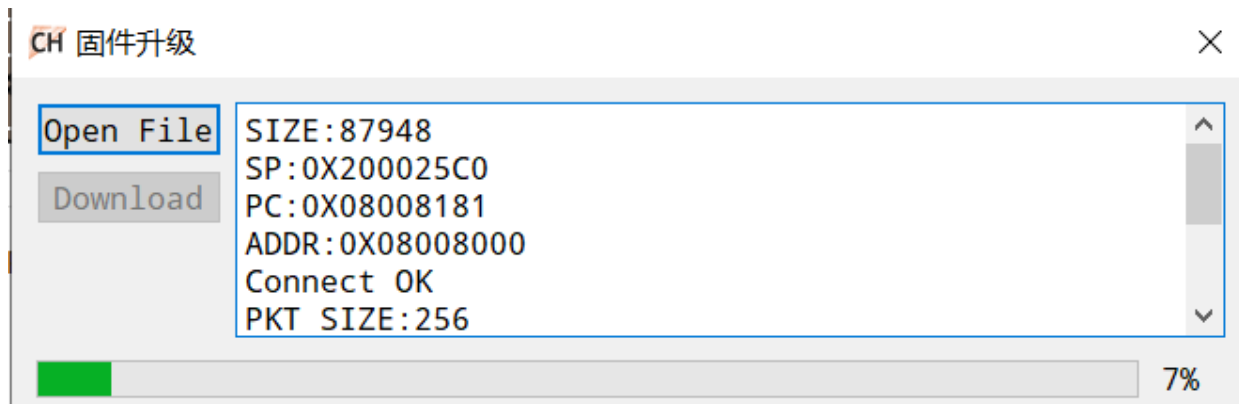 CH 固件升级
Open File
Download
SIZE:87948
SP:0X200025C0
PC:0X08008181
ADDR:0X08008000
Connect OK
PKT SIZE:256
7%